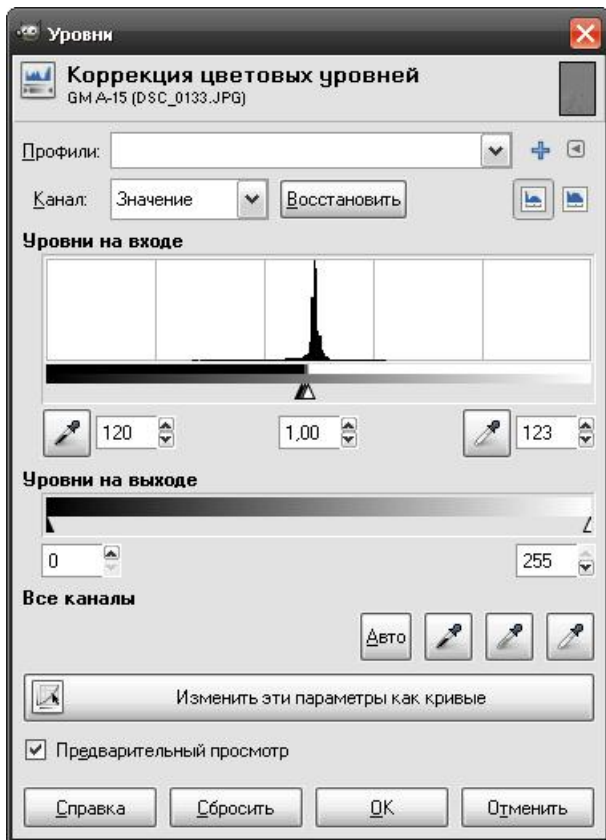 Уровни
Коррекция цветовых уровней
GM A-15 (DSC_0133.JPG)
Профили:
Канал: Значение Восстановить
Уровни на входе
120 1,00 123
Уровни на выходе
0 255
Все каналы
Авто
Изменить эти параметры как кривые
Предварительный просмотр
Справка Сбросить OK Отменить